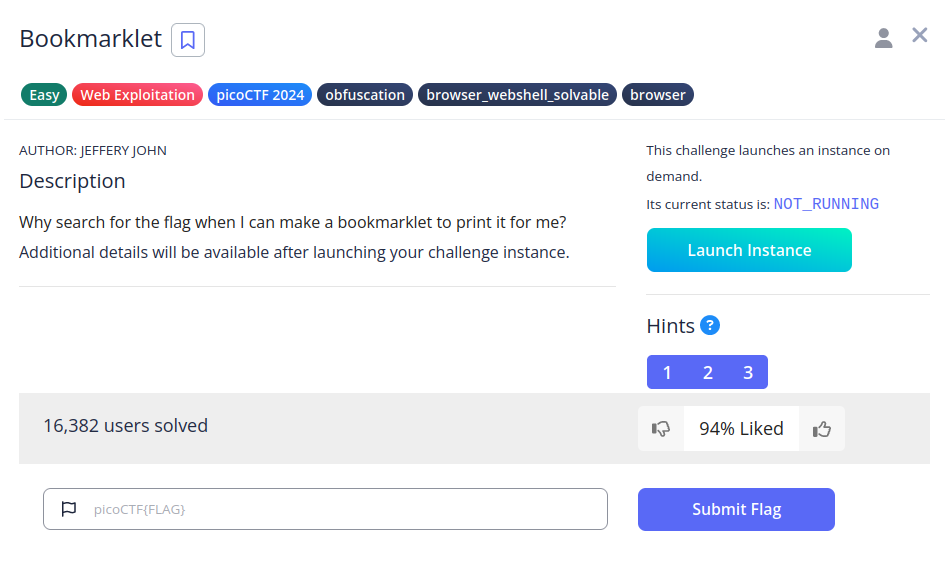 Bookmarklet
Easy Web Exploitation picoCTF 2024 obfuscation browser_webshell_solvable browser
AUTHOR: JEFFERY JOHN
Description
Why search for the flag when I can make a bookmarklet to print it for me?
Additional details will be available after launching your challenge instance.
This challenge launches an instance on
demand.
Its current status is: NOT_RUNNING
Launch Instance
Hints ?
1 2 3
16,382 users solved
94% Liked
picoCTF{FLAG}
Submit Flag